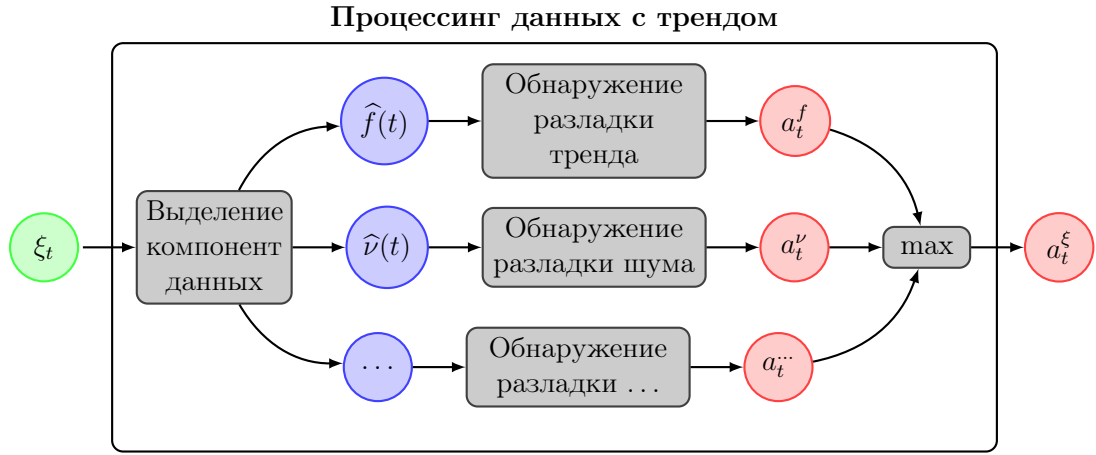 Процессинг данных с трендом
ξ_t
Выделение
компонент
данных
f̂(t)
Обнаружение
разладки
тренда
a_t^f
ν̂(t)
Обнаружение
разладки шума
a_t^ν
...
Обнаружение
разладки ...
a_t^{...}
max
a_t^ξ